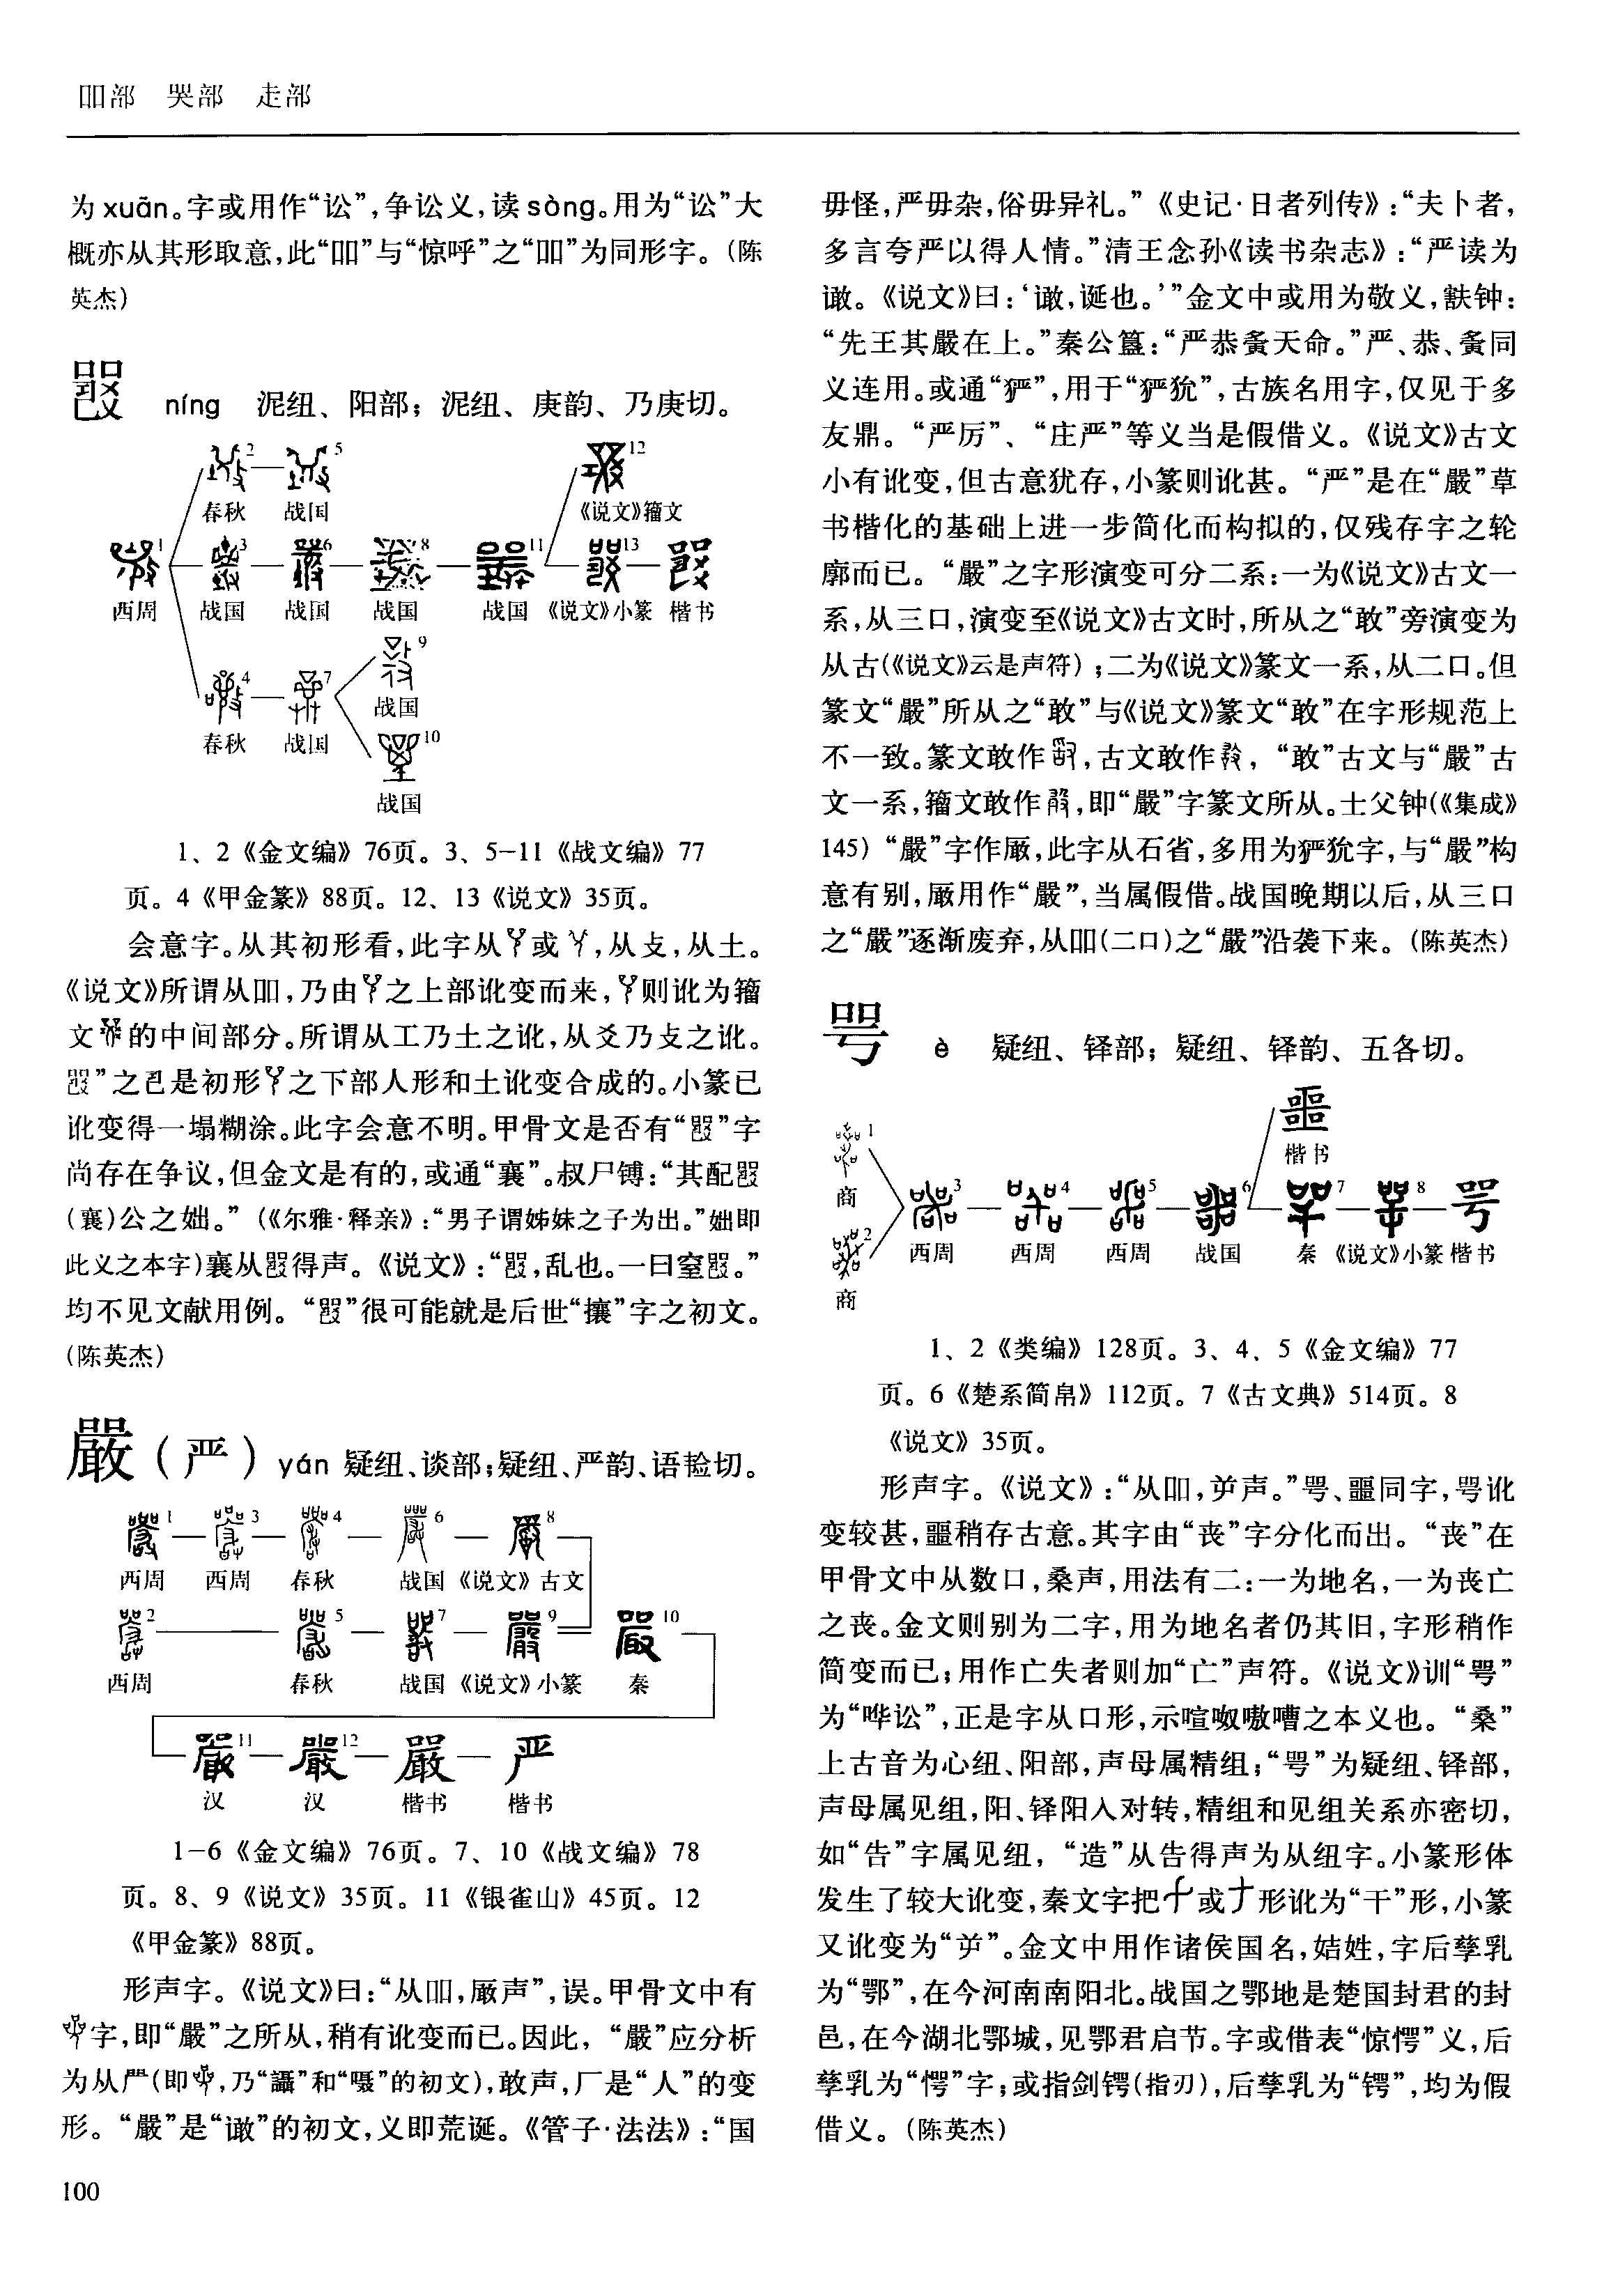 吅部　哭部　走部
为xuān。字或用作“讼”,争讼义,读sòng。用为“讼”大
概亦从其形取意,此“吅”与“惊呼”之“吅”为同形字。(陈
英杰)
㗊 níng 泥纽、阳部；泥纽、庚韵、乃庚切。
2 5 12
春秋 战国 《说文》籀文
1 3 6 8 11 13
西周 战国 战国 战国 战国 《说文》小篆 楷书
9
4 7 战国
春秋 战国 10
战国
1、2《金文编》76页。3、5-11《战文编》77
页。4《甲金篆》88页。12、13《说文》35页。
会意字。从其初形看,此字从 或 ,从攴,从土。
《说文》所谓从吅,乃由 之上部讹变而来, 则讹为籀
文 的中间部分。所谓从工乃土之讹,从爻乃攴之讹。
”之 是初形 之下部人形和土讹变合成的。小篆已
讹变得一塌糊涂。此字会意不明。甲骨文是否有“𤕦”字
尚存在争议,但金文是有的,或通“襄”。叔尸镈:“其配𤕦
(襄)公之㚰。”(《尔雅·释亲》:“男子谓姊妹之子为出。”㚰即
此义之本字)襄从𤕦得声。《说文》:“𤕦,乱也。一曰窒𤕦。”
均不见文献用例。“𤕦”很可能就是后世“攘”字之初文。
(陈英杰)
嚴(严) yán 疑纽、谈部;疑纽、严韵、语𬴊切。
1 3 4 6 8
西周 西周 春秋 战国 《说文》古文
2 5 7 9 10
西周 春秋 战国 《说文》小篆 秦
11 12 嚴 严
汉 汉 楷书 楷书
1-6《金文编》76页。7、10《战文编》78
页。8、9《说文》35页。11《银雀山》45页。12
《甲金篆》88页。
形声字。《说文》曰:“从吅,厰声”,误。甲骨文中有
字,即“嚴”之所从,稍有讹变而已。因此,“嚴”应分析
为从 (即 ,乃“讘”和“嗫”的初文),敢声,厂是“人”的变
形。“嚴”是“譀”的初文,义即荒诞。《管子·法法》:“国
毋怪,严毋杂,俗毋异礼。”《史记·日者列传》:“夫卜者,
多言夸严以得人情。”清王念孙《读书杂志》:“严读为
譀。《说文》曰:‘譀,诞也。’”金文中或用为敬义,㝬钟:
“先王其嚴在上。”秦公簋:“严恭夤天命。”严、恭、夤同
义连用。或通“𤞤”,用于“𤞤狁”,古族名用字,仅见于多
友鼎。“严厉”、“庄严”等义当是假借义。《说文》古文
小有讹变,但古意犹存,小篆则讹甚。“严”是在“嚴”草
书楷化的基础上进一步简化而构拟的,仅残存字之轮
廓而已。“嚴”之字形演变可分二系:一为《说文》古文一
系,从三口,演变至《说文》古文时,所从之“敢”旁演变为
从古(《说文》云是声符);二为《说文》篆文一系,从二口。但
篆文“嚴”所从之“敢”与《说文》篆文“敢”在字形规范上
不一致。篆文敢作 ,古文敢作 ,“敢”古文与“嚴”古
文一系,籀文敢作 ,即“嚴”字篆文所从。士父钟(《集成》
145)“嚴”字作厰,此字从石省,多用为𤞤狁字,与“嚴”构
意有别,厰用作“嚴”,当属假借。战国晚期以后,从三口
之“嚴”逐渐废弃,从吅(二口)之“嚴”沿袭下来。(陈英杰)
咢 è 疑纽、铎部；疑纽、铎韵、五各切。
噩
1 楷书
商 3 4 5 6 7 8 咢
2 西周 西周 西周 战国 秦 《说文》小篆 楷书
商
1、2《类编》128页。3、4、5《金文编》77
页。6《楚系简帛》112页。7《古文典》514页。8
《说文》35页。
形声字。《说文》:“从吅,屰声。”咢、噩同字,咢讹
变较甚,噩稍存古意。其字由“丧”字分化而出。“丧”在
甲骨文中从数口,桑声,用法有二:一为地名,一为丧亡
之丧。金文则别为二字,用为地名者仍其旧,字形稍作
简变而已;用作亡失者则加“亡”声符。《说文》训“咢”
为“哗讼”,正是字从口形,示喧呶嗷嘈之本义也。“桑”
上古音为心纽、阳部,声母属精组;“咢”为疑纽、铎部,
声母属见组,阳、铎阳入对转,精组和见组关系亦密切,
如“告”字属见纽,“造”从告得声为从纽字。小篆形体
发生了较大讹变,秦文字把 或 形讹为“干”形,小篆
又讹变为“屰”。金文中用作诸侯国名,姞姓,字后孳乳
为“鄂”,在今河南南阳北。战国之鄂地是楚国封君的封
邑,在今湖北鄂城,见鄂君启节。字或借表“惊愕”义,后
孳乳为“愕”字;或指剑锷(指刃),后孳乳为“锷”,均为假
借义。(陈英杰)
100